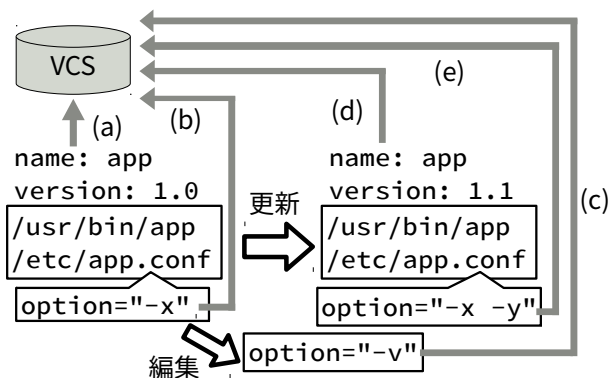 VCS
(e)
(a)
(b)
(d)
name: app
version: 1.0
/usr/bin/app
/etc/app.conf
option="-x"
更新
name: app
version: 1.1
/usr/bin/app
/etc/app.conf
option="-x -y"
(c)
編集
option="-v"